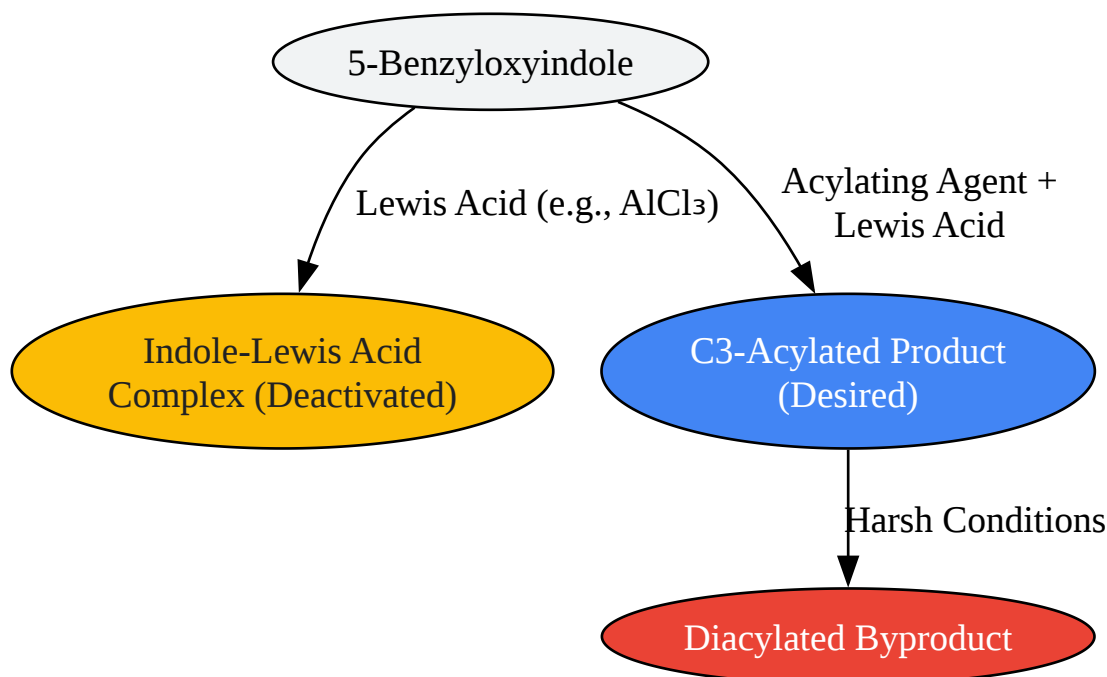 5-Benzyloxyindole
Acylating Agent +
Lewis Acid
Lewis Acid (e.g., AlCl₃)
Indole-Lewis Acid
Complex (Deactivated)
C3-Acylated Product
(Desired)
Harsh Conditions
Diacylated Byproduct